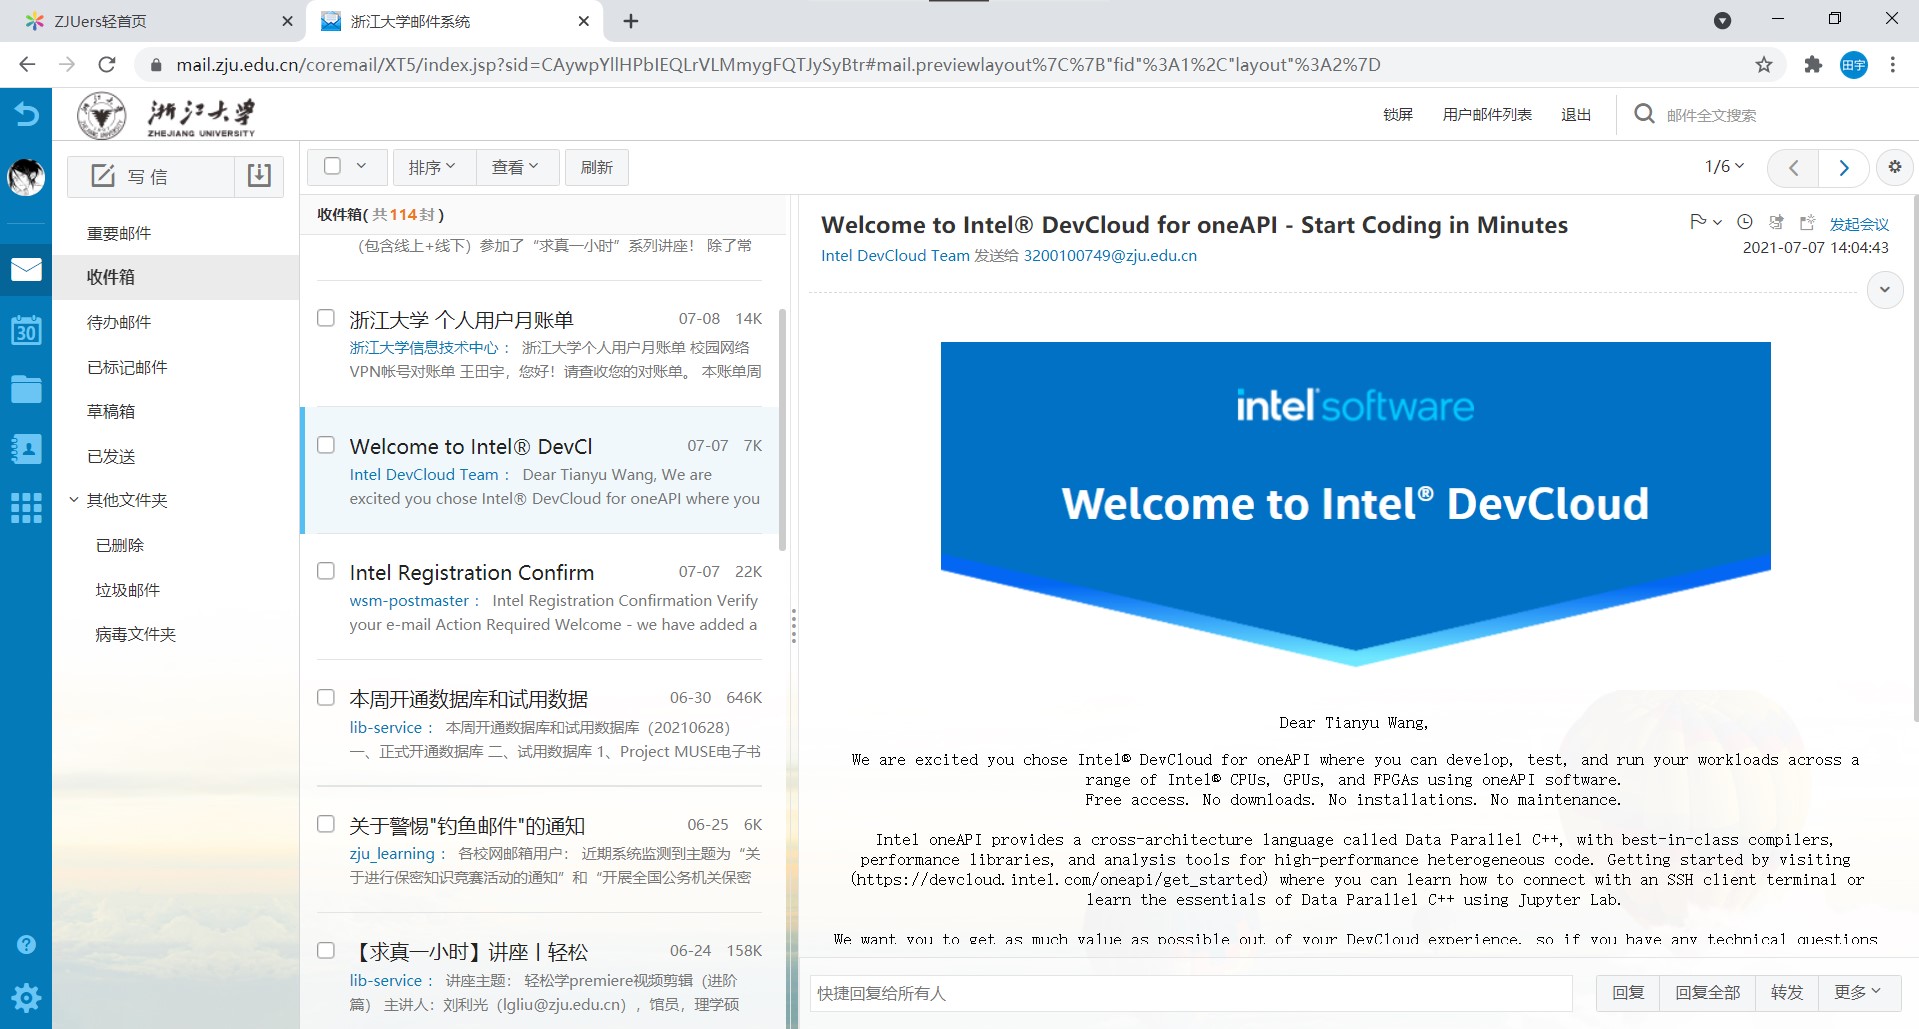 ZJUers轻首页
浙江大学邮件系统
mail.zju.edu.cn/coremail/XT5/index.jsp?sid=CAywpYllHPbIEQLrVLMmygFQTJySyBtr#mail.previewlayout%7C%7B"fid"%3A1%2C"layout"%3A2%7D
田宇
浙江大学
ZHEJIANG UNIVERSITY
锁屏
用户邮件列表
退出
邮件全文搜索
写 信
排序
查看
刷新
1/6
30
重要邮件
收件箱
待办邮件
已标记邮件
草稿箱
已发送
其他文件夹
已删除
垃圾邮件
病毒文件夹
收件箱( 共114封 )
（包含线上+线下）参加了“求真一小时”系列讲座！ 除了常
浙江大学 个人用户月账单 07-08 14K
浙江大学信息技术中心： 浙江大学个人用户月账单 校园网络
VPN帐号对账单 王田宇，您好！请查收您的对账单。 本账单周
Welcome to Intel® DevCl 07-07 7K
Intel DevCloud Team： Dear Tianyu Wang, We are
excited you chose Intel® DevCloud for oneAPI where you
Intel Registration Confirm 07-07 22K
wsm-postmaster： Intel Registration Confirmation Verify
your e-mail Action Required Welcome - we have added a
本周开通数据库和试用数据 06-30 646K
lib-service： 本周开通数据库和试用数据库（20210628）
一、正式开通数据库 二、试用数据库 1、Project MUSE电子书
关于警惕"钓鱼邮件"的通知 06-25 6K
zju_learning： 各校网邮箱用户： 近期系统监测到主题为“关
于进行保密知识竞赛活动的通知”和“开展全国公务机关保密
【求真一小时】讲座丨轻松 06-24 158K
lib-service： 讲座主题： 轻松学premiere视频剪辑（进阶
篇） 主讲人：刘利光（lgliu@zju.edu.cn），馆员，理学硕
Welcome to Intel® DevCloud for oneAPI - Start Coding in Minutes
发起会议
Intel DevCloud Team 发送给 3200100749@zju.edu.cn
2021-07-07 14:04:43
intel software
Welcome to Intel® DevCloud
Dear Tianyu Wang,
We are excited you chose Intel® DevCloud for oneAPI where you can develop, test, and run your workloads across a
range of Intel® CPUs, GPUs, and FPGAs using oneAPI software.
Free access. No downloads. No installations. No maintenance.
Intel oneAPI provides a cross-architecture language called Data Parallel C++, with best-in-class compilers,
performance libraries, and analysis tools for high-performance heterogeneous code. Getting started by visiting
(https://devcloud.intel.com/oneapi/get_started) where you can learn how to connect with an SSH client terminal or
learn the essentials of Data Parallel C++ using Jupyter Lab.
We want you to get as much value as possible out of your DevCloud experience, so if you have any technical questions
快捷回复给所有人
回复
回复全部
转发
更多